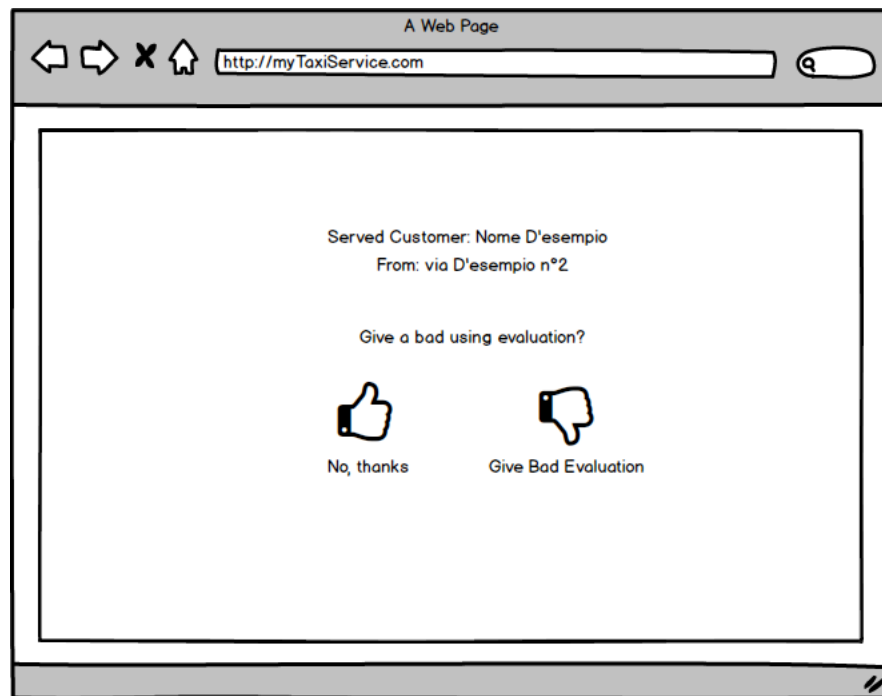 A Web Page
http://myTaxiService.com
Served Customer: Nome D'esempio
From: via D'esempio n°2
Give a bad using evaluation?
No, thanks
Give Bad Evaluation